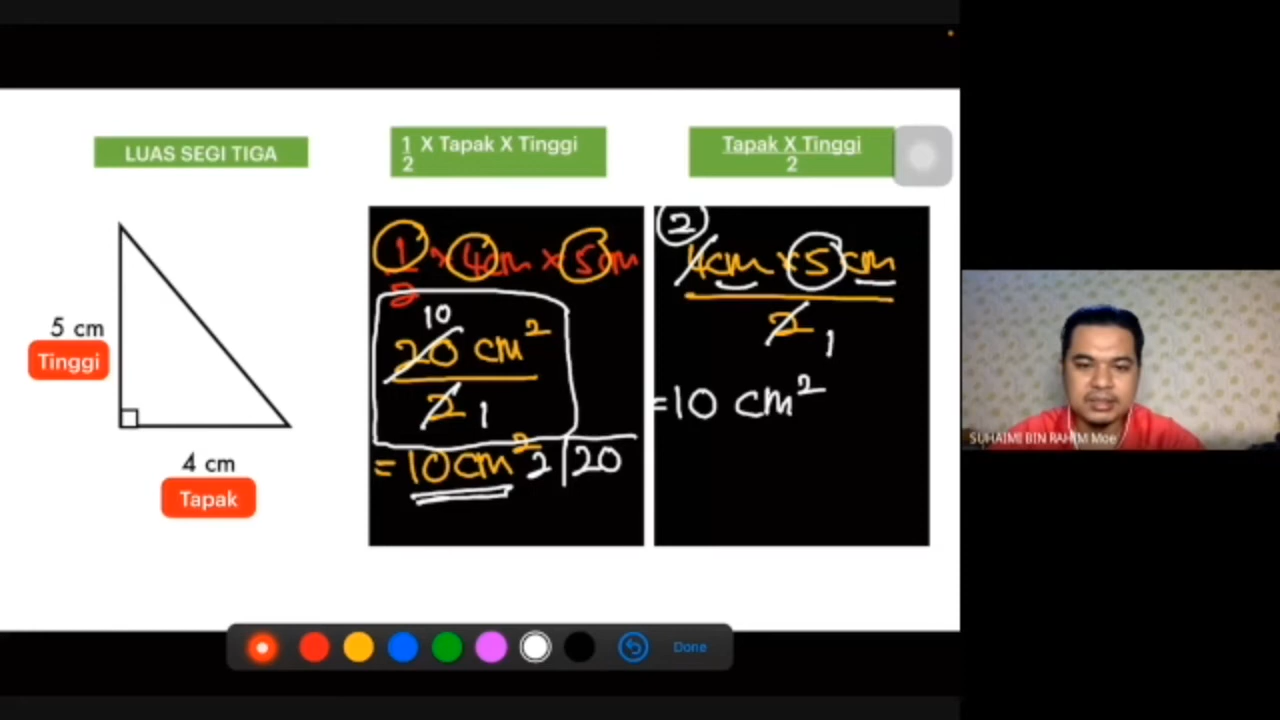 LUAS SEGI TIGA
1 X Tapak X Tinggi
2
Tapak X Tinggi
2
5 cm
Tinggi
4 cm
Tapak
1 × 4cm × 5cm
2
10
20 cm²
2 1
= 10 cm²
2 20
2
4cm × 5 cm
2 1
=10 cm²
SUHAIMI BIN RAHIM Moe
Done